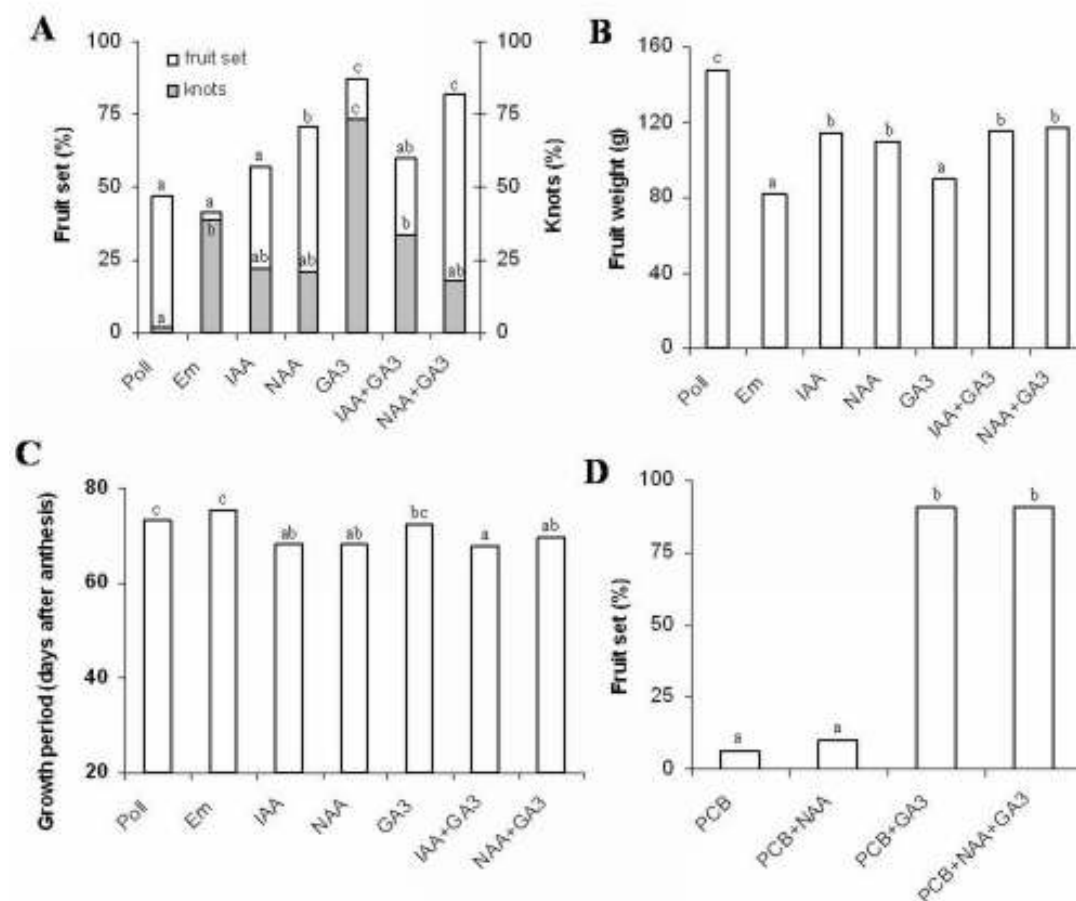 A
Fruit set (%)
Knots (%)
100
75
50
25
0
100
75
50
25
0
fruit set
knots
a
a
a
b
a
ab
b
ab
c
c
ab
b
c
ab
Poll
Em
IAA
NAA
GA3
IAA+GA3
NAA+GA3
B
Fruit weight (g)
160
120
80
40
0
c
a
b
b
a
b
b
Poll
Em
IAA
NAA
GA3
IAA+GA3
NAA+GA3
C
Growth period (days after anthesis)
80
60
40
20
c
c
ab
ab
bc
a
ab
Poll
Em
IAA
NAA
GA3
IAA+GA3
NAA+GA3
D
Fruit set (%)
100
75
50
25
0
a
a
b
b
PCB
PCB+NAA
PCB+GA3
PCB+NAA+GA3